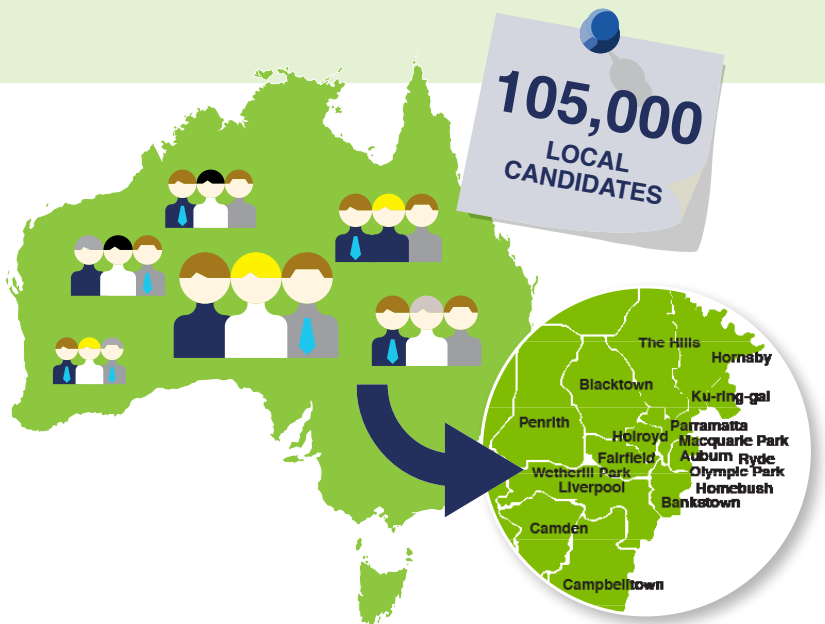 105,000
LOCAL
CANDIDATES
The Hills
Hornsby
Blacktown
Ku-ring-gal
Penrith
Parramatta
Holroyd
Macquarie Park
Fairfield
Auburn
Ryde
Wetherill Park
Olympic Park
Liverpool
Homebush
Bankstown
Camden
Campbelltown